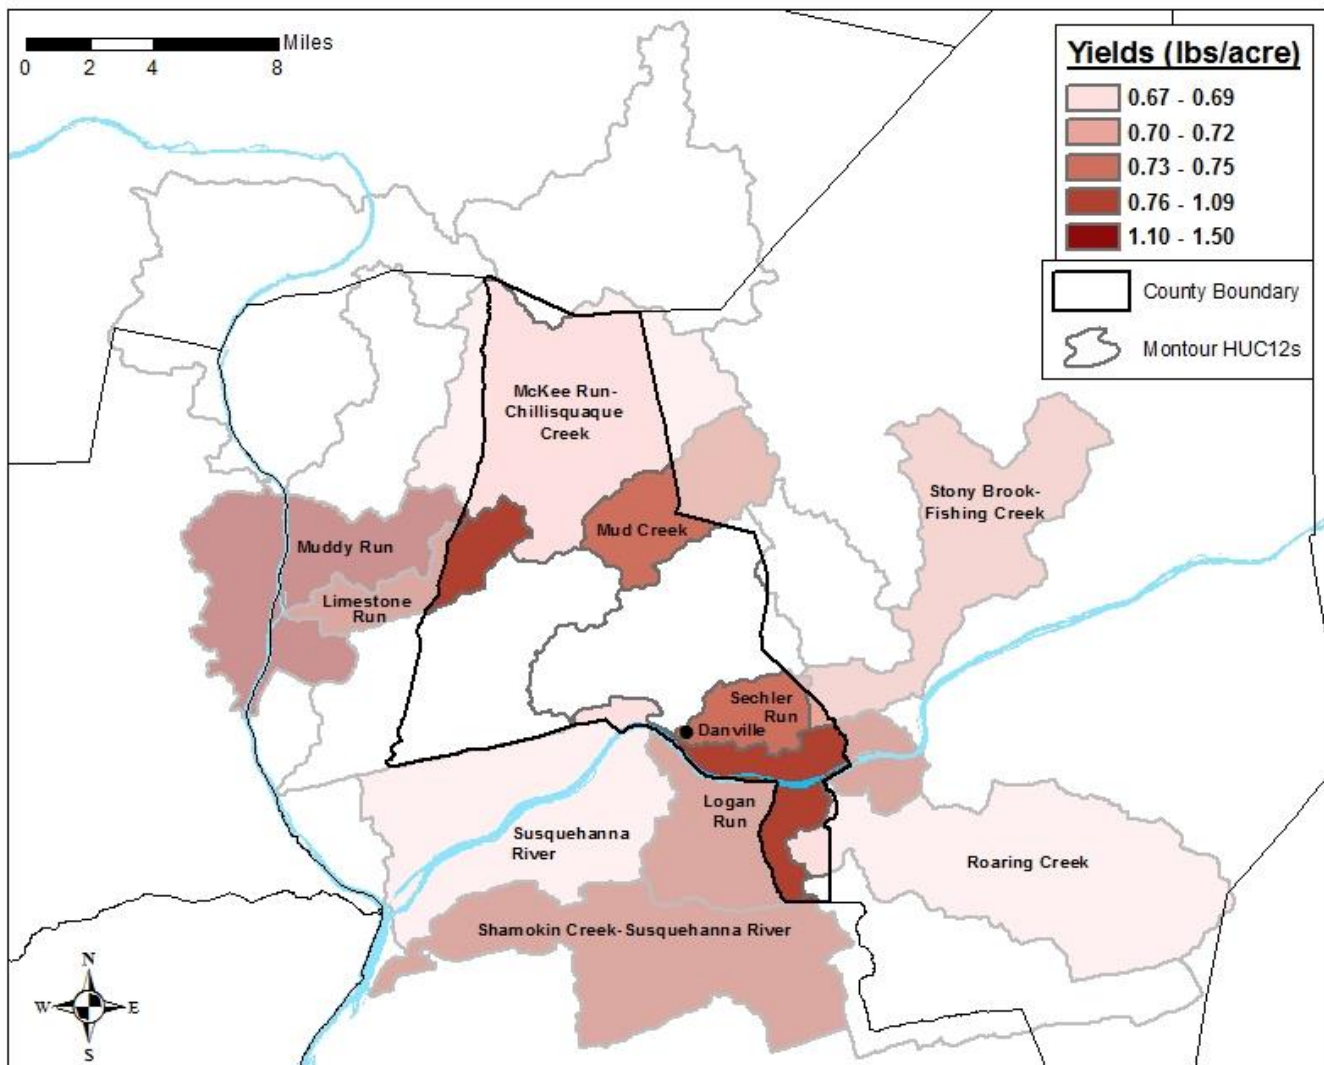 Miles
0 2 4 8
Yields (lbs/acre)
0.67 - 0.69
0.70 - 0.72
0.73 - 0.75
0.76 - 1.09
1.10 - 1.50
County Boundary
Montour HUC12s
McKee Run-
Chillisquaque
Creek
Stony Brook-
Fishing Creek
Mud Creek
Muddy Run
Limestone
Run
Sechler
Run
Danville
Logan
Run
Susquehanna
River
Roaring Creek
Shamokin Creek-Susquehanna River
N
W E
S